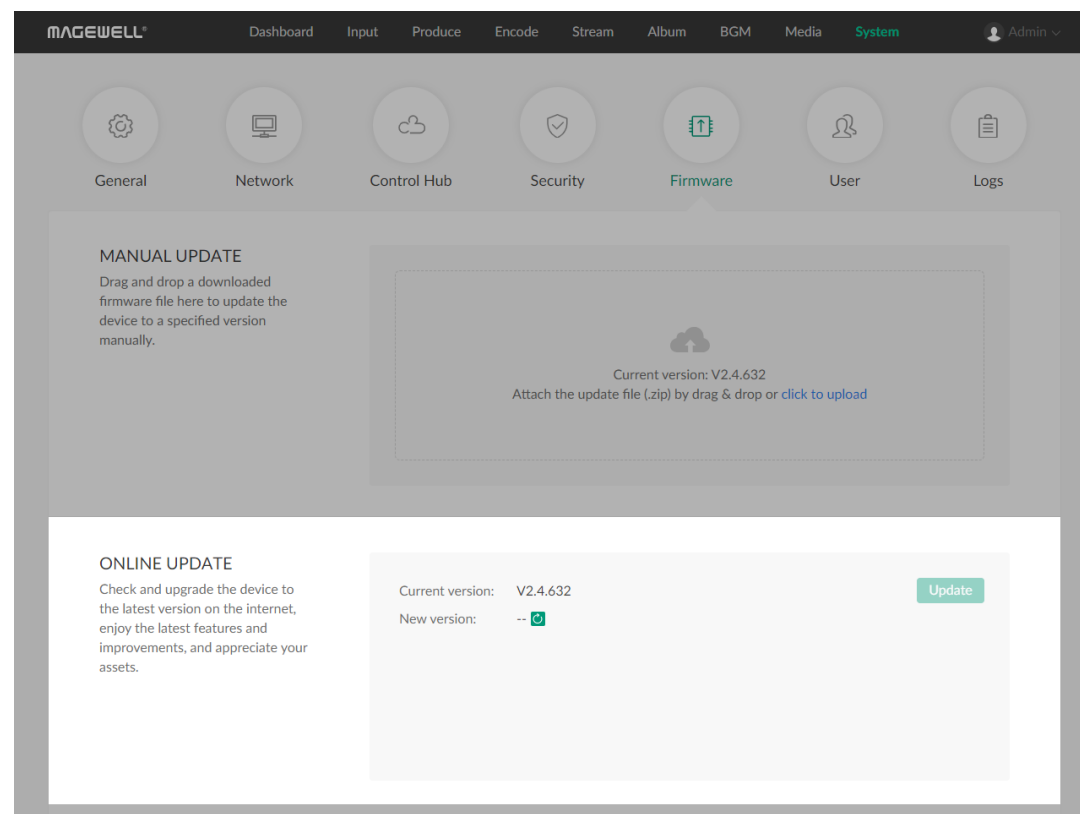 MAGEWELL®
Dashboard Input Produce Encode Stream Album BGM Media System Admin
General Network Control Hub Security Firmware User Logs
MANUAL UPDATE
Drag and drop a downloaded
firmware file here to update the
device to a specified version
manually.
Current version: V2.4.632
Attach the update file (.zip) by drag & drop or click to upload
ONLINE UPDATE
Check and upgrade the device to
the latest version on the internet,
enjoy the latest features and
improvements, and appreciate your
assets.
Current version: V2.4.632
Update
New version: --